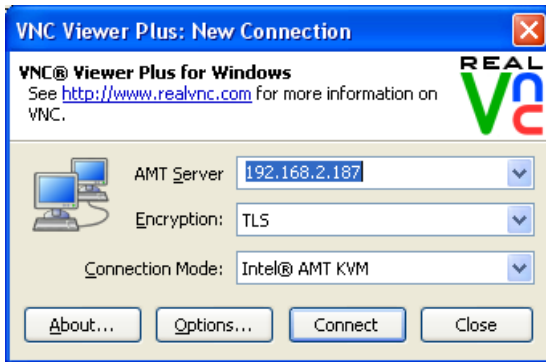 VNC Viewer Plus: New Connection
VNC® Viewer Plus for Windows
See http://www.realvnc.com for more information on
VNC.
REAL
Vnc
AMT Server 192.168.2.187
Encryption: TLS
Connection Mode: Intel® AMT KVM
About... Options... Connect Close